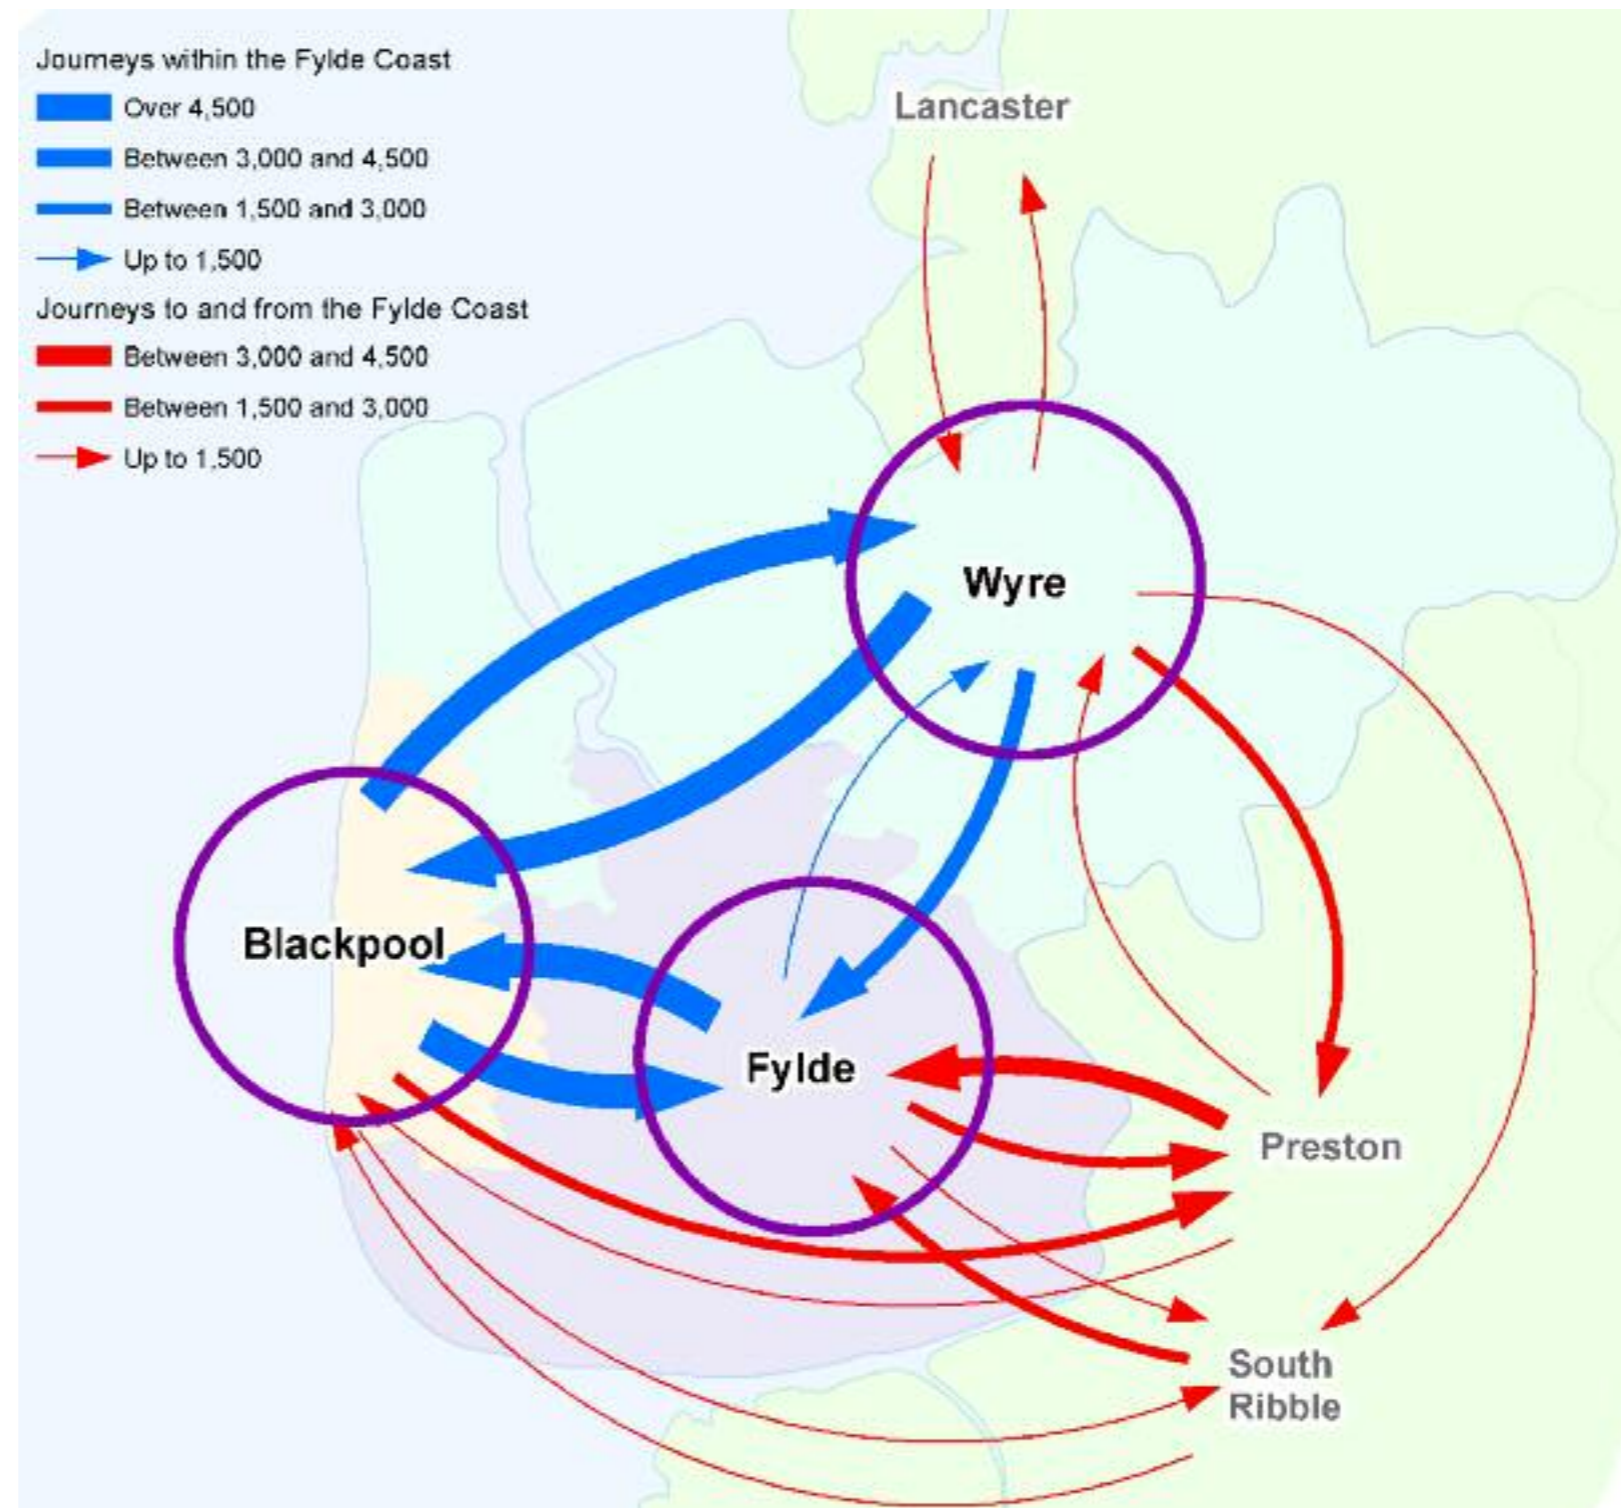 Journeys within the Fylde Coast
Over 4,500
Between 3,000 and 4,500
Between 1,500 and 3,000
Up to 1,500
Journeys to and from the Fylde Coast
Between 3,000 and 4,500
Between 1,500 and 3,000
Up to 1,500
Lancaster
Wyre
Blackpool
Fylde
Preston
South
Ribble